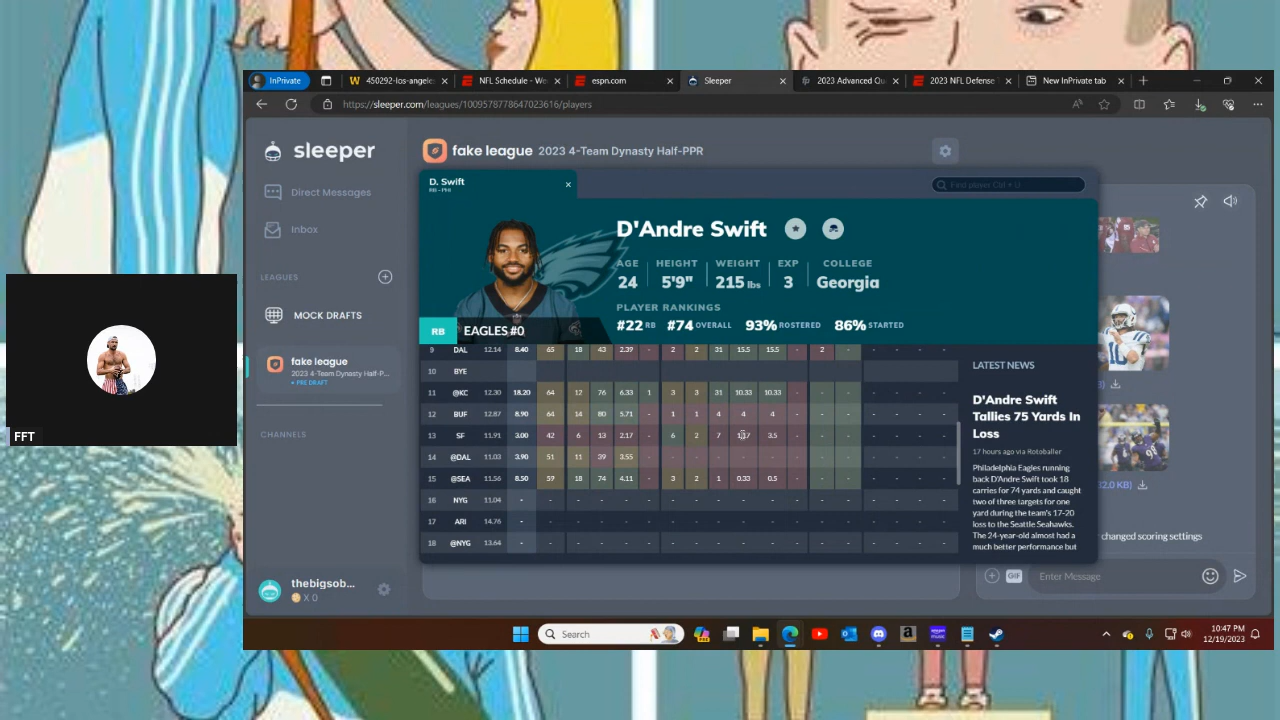 InPrivate
450292-los-angele
NFL Schedule - We
espn.com
Sleeper
2023 Advanced Qu
2023 NFL Defense
New InPrivate tab
https://sleeper.com/leagues/1009578778647023616/players
sleeper
fake league 2023 4-Team Dynasty Half-PPR
Direct Messages
Inbox
LEAGUES
MOCK DRAFTS
fake league
2023 4-Team Dynasty Half-P...
PRE DRAFT
CHANNELS
thebigsob...
X 0
D. Swift
RB - PHI
Find player Ctrl + U
D'Andre Swift
AGE HEIGHT WEIGHT EXP COLLEGE
24 5'9" 215 lbs 3 Georgia
PLAYER RANKINGS
#22 RB #74 OVERALL 93% ROSTERED 86% STARTED
RB EAGLES #0
9 DAL 12.14 8.40 65 18 43 2.39 - 2 2 31 15.5 15.5 - 2 - - - - -
10 BYE
11 @KC 12.30 18.20 64 12 76 6.33 1 3 3 31 10.33 10.33 - - - - - - -
12 BUF 12.87 8.90 64 14 80 5.71 - 1 1 4 4 4 - - - - - - -
13 SF 11.91 3.00 42 6 13 2.17 - 6 2 7 3.5 - - - - - - -
14 @DAL 11.03 3.90 51 11 39 3.55 - - - - - - - - - - - - -
15 @SEA 11.56 8.50 59 18 74 4.11 - 3 2 1 0.33 0.5 - - - - - - -
16 NYG 11.04 - - - - - - - - - - - - - - - - - -
17 ARI 14.76 - - - - - - - - - - - - - - - - - -
18 @NYG 13.64 - - - - - - - - - - - - - - - - - -
LATEST NEWS
D'Andre Swift
Tallies 75 Yards In
Loss
17 hours ago via Rotoballer
Philadelphia Eagles running
back D'Andre Swift took 18
carries for 74 yards and caught
two of three targets for one
yard during the team's 17-20
loss to the Seattle Seahawks.
The 24-year-old almost had a
much better performance but
changed scoring settings
GIF
Enter Message
FFT
Search
10:47 PM
12/19/2023